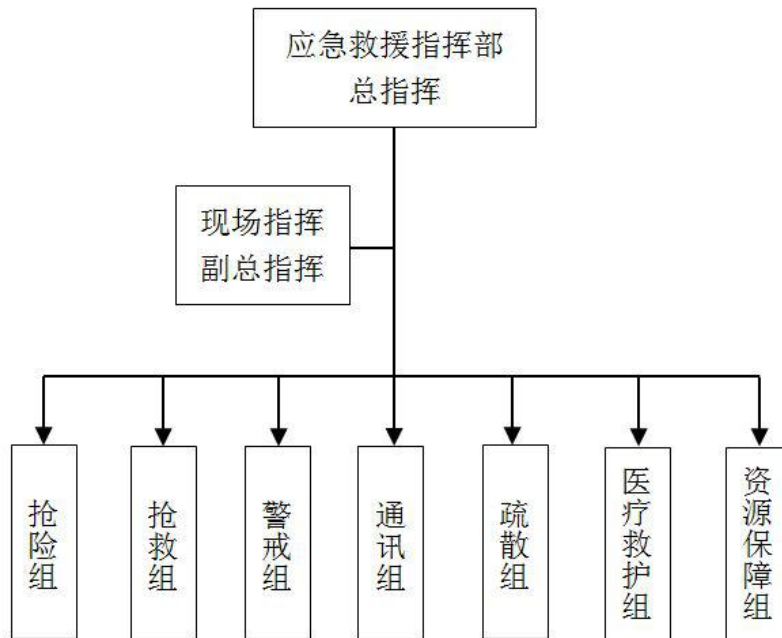 应急救援指挥部
总指挥
现场指挥
副总指挥
抢险组
抢救组
警戒组
通讯组
疏散组
医疗救护组
资源保障组